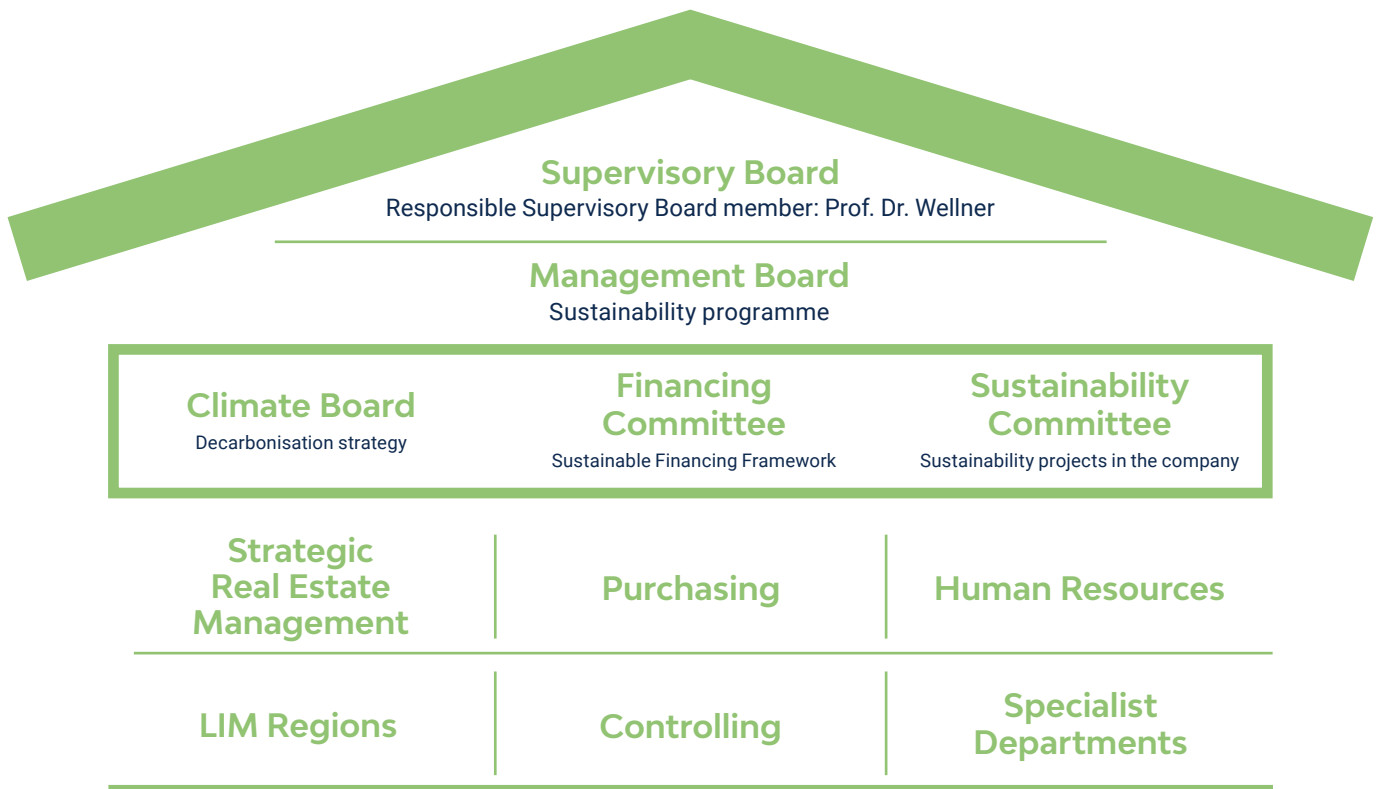 Supervisory Board
Responsible Supervisory Board member: Prof. Dr. Wellner
Management Board
Sustainability programme
Climate Board
Decarbonisation strategy
Financing
Committee
Sustainable Financing Framework
Sustainability
Committee
Sustainability projects in the company
Strategic
Real Estate
Management
Purchasing
Human Resources
LIM Regions
Controlling
Specialist
Departments